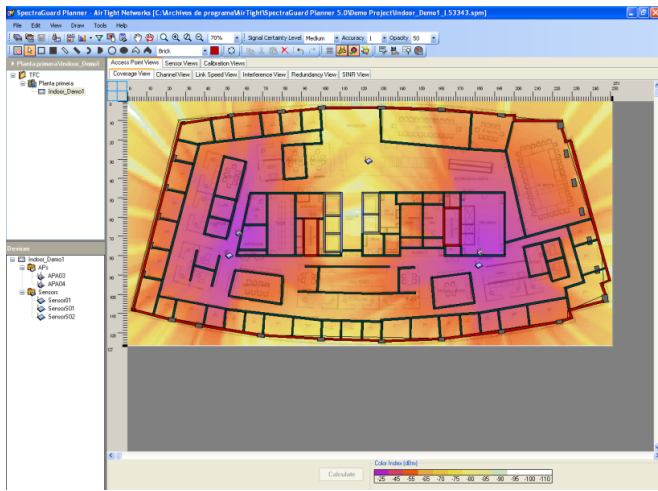 SpectraGuard Planner - AirTight Networks [C:\Archivos de programa\AirTight\SpectraGuard Planner 5.0\Demo Project\Indoor_Demo1_I.53343.spm]
File Edit View Draw Tools Help
70% Signal Certainty Level Medium Accuracy 1 Opacity 50
Brick
Planta primera\Indoor_Demo1
Access Point Views Sensor Views Calibration Views
Coverage View Channel View Link Speed View Interference View Redundancy View SINR View
TFC
Planta primera
Indoor_Demo1
Devices
Indoor_Demo1
APs
APA03
APA04
Sensors
Sensor01
SensorS01
SensorS02
Calculate
Color Index (dBm)
-25 -45 -55 -65 -70 -75 -80 -85 -90 -95 -100 -110